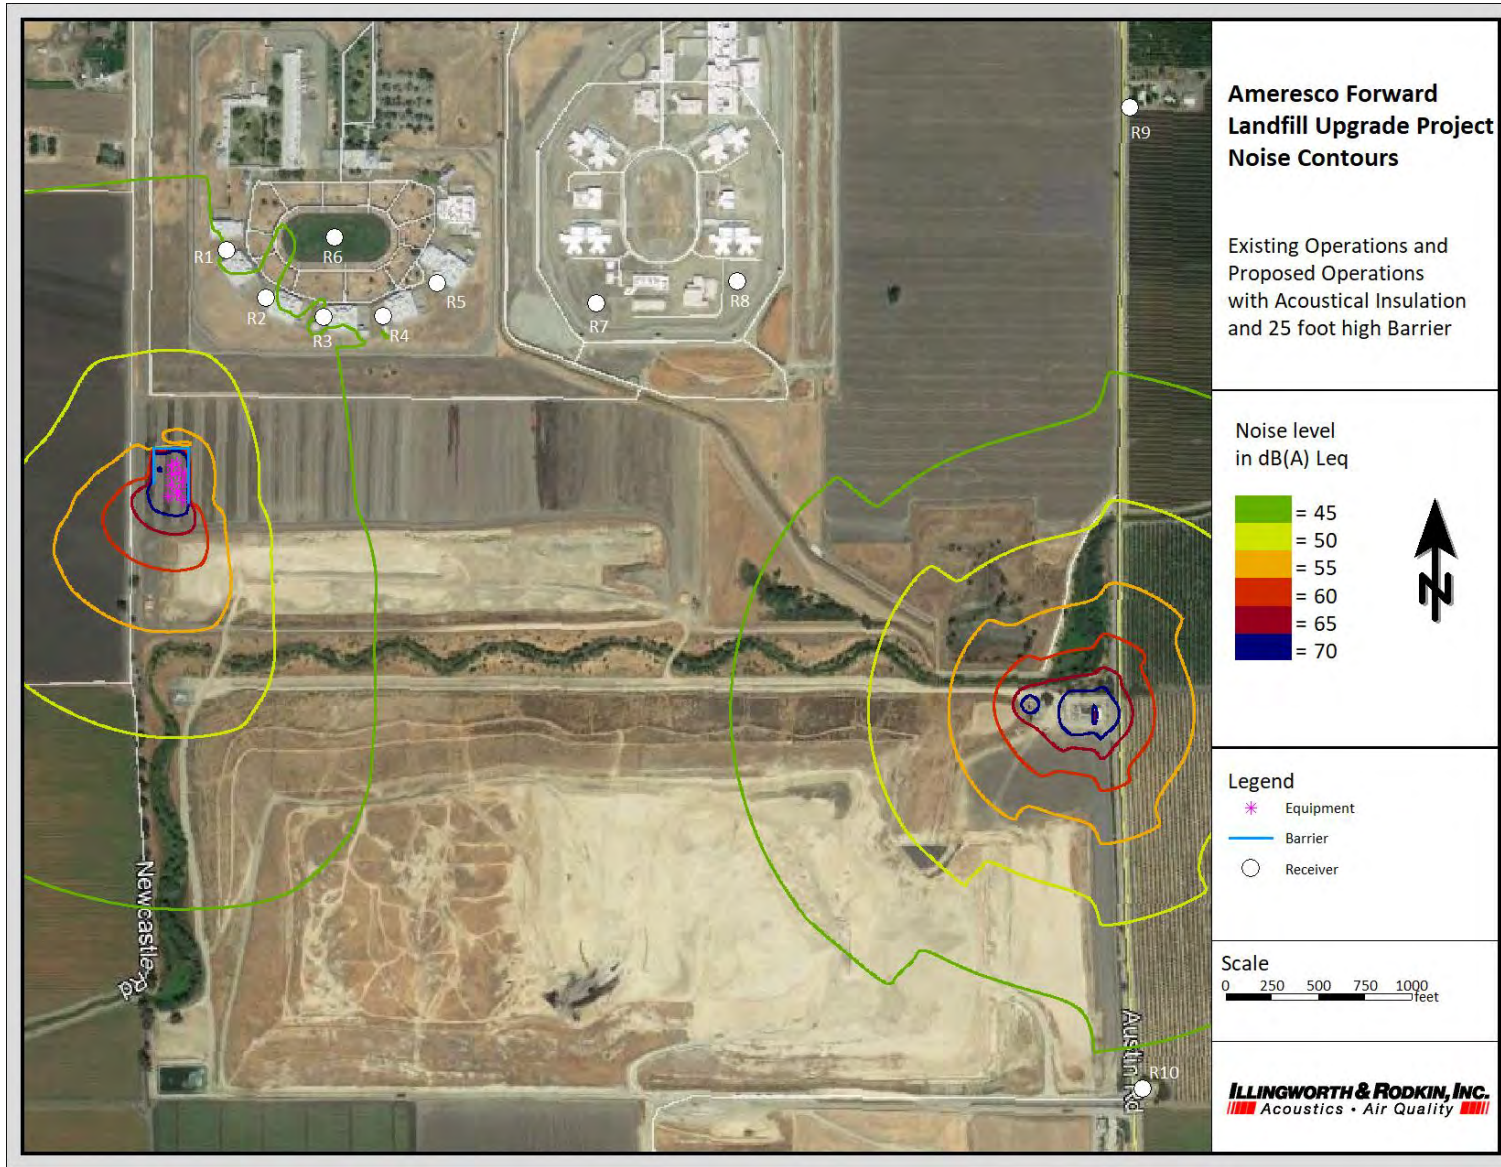 Ameresco Forward
Landfill Upgrade Project
Noise Contours
Existing Operations and
Proposed Operations
with Acoustical Insulation
and 25 foot high Barrier
Noise level
in dB(A) Leq
= 45
= 50
= 55
= 60
= 65
= 70
N
Legend
Equipment
Barrier
Receiver
Scale
0 250 500 750 1000
feet
ILLINGWORTH & RODKIN, INC.
Acoustics • Air Quality
R1
R2
R3
R4
R5
R6
R7
R8
R9
R10
Newcastle Rd
Austin Rd